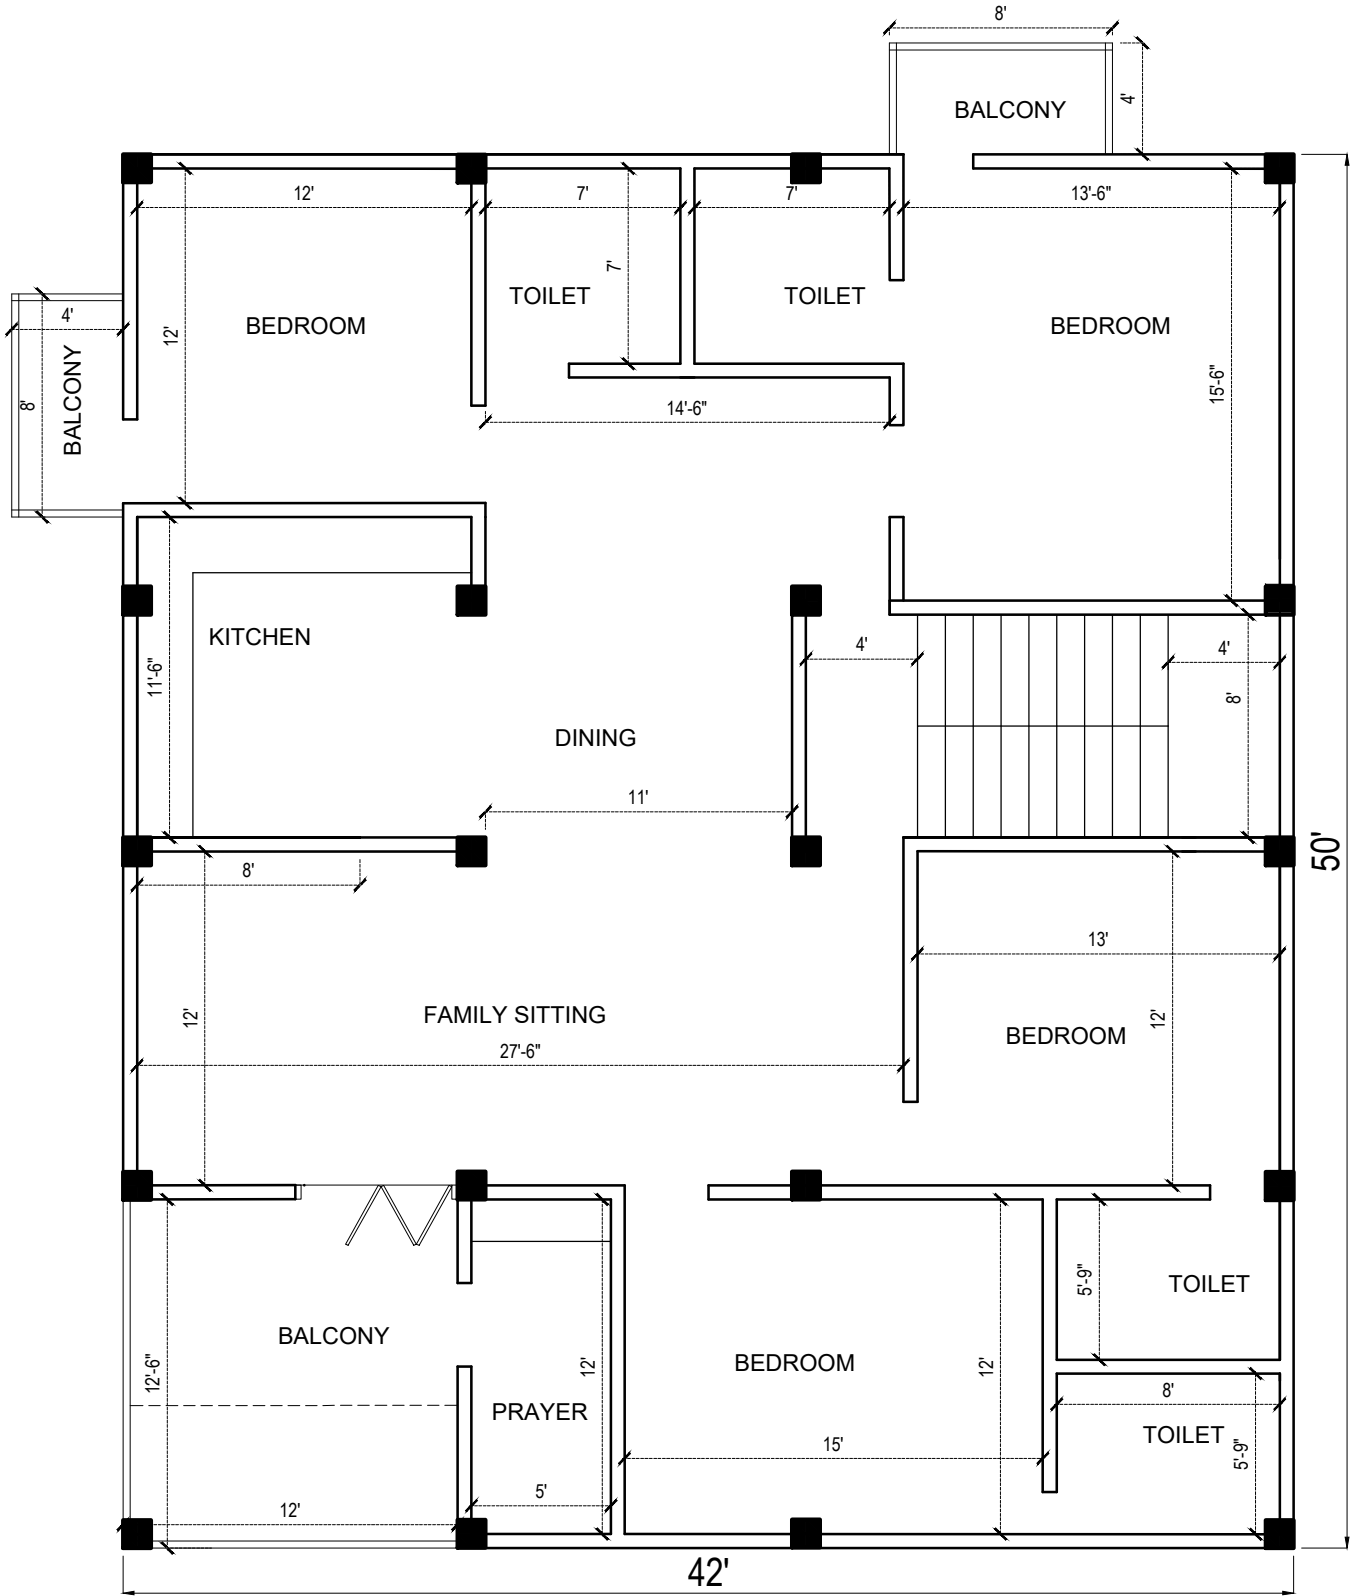 8'
BALCONY
4'
12'
7'
7'
13'-6"
7'
TOILET
TOILET
4'
12'
BEDROOM
BEDROOM
8'
BALCONY
15'-6"
14'-6"
KITCHEN
4'
4'
11'-6"
8'
DINING
11'
50'
8'
13'
12'
FAMILY SITTING
12'
BEDROOM
27'-6"
5'-9"
TOILET
BALCONY
12'-6"
12'
BEDROOM
12'
8'
PRAYER
TOILET
15'
5'-9"
5'
12'
42'